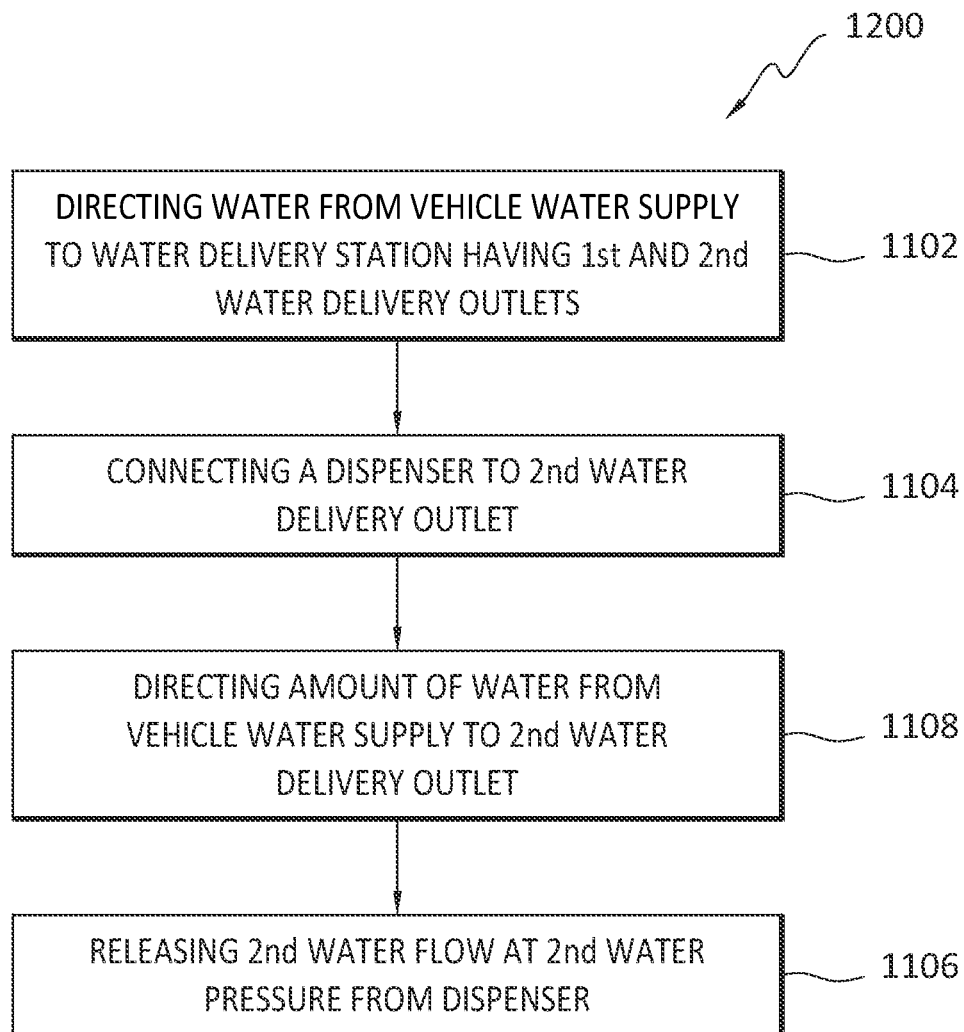 1200
DIRECTING WATER FROM VEHICLE WATER SUPPLY
TO WATER DELIVERY STATION HAVING 1st AND 2nd
WATER DELIVERY OUTLETS
1102
CONNECTING A DISPENSER TO 2nd WATER
DELIVERY OUTLET
1104
DIRECTING AMOUNT OF WATER FROM
VEHICLE WATER SUPPLY TO 2nd WATER
DELIVERY OUTLET
1108
RELEASING 2nd WATER FLOW AT 2nd WATER
PRESSURE FROM DISPENSER
1106